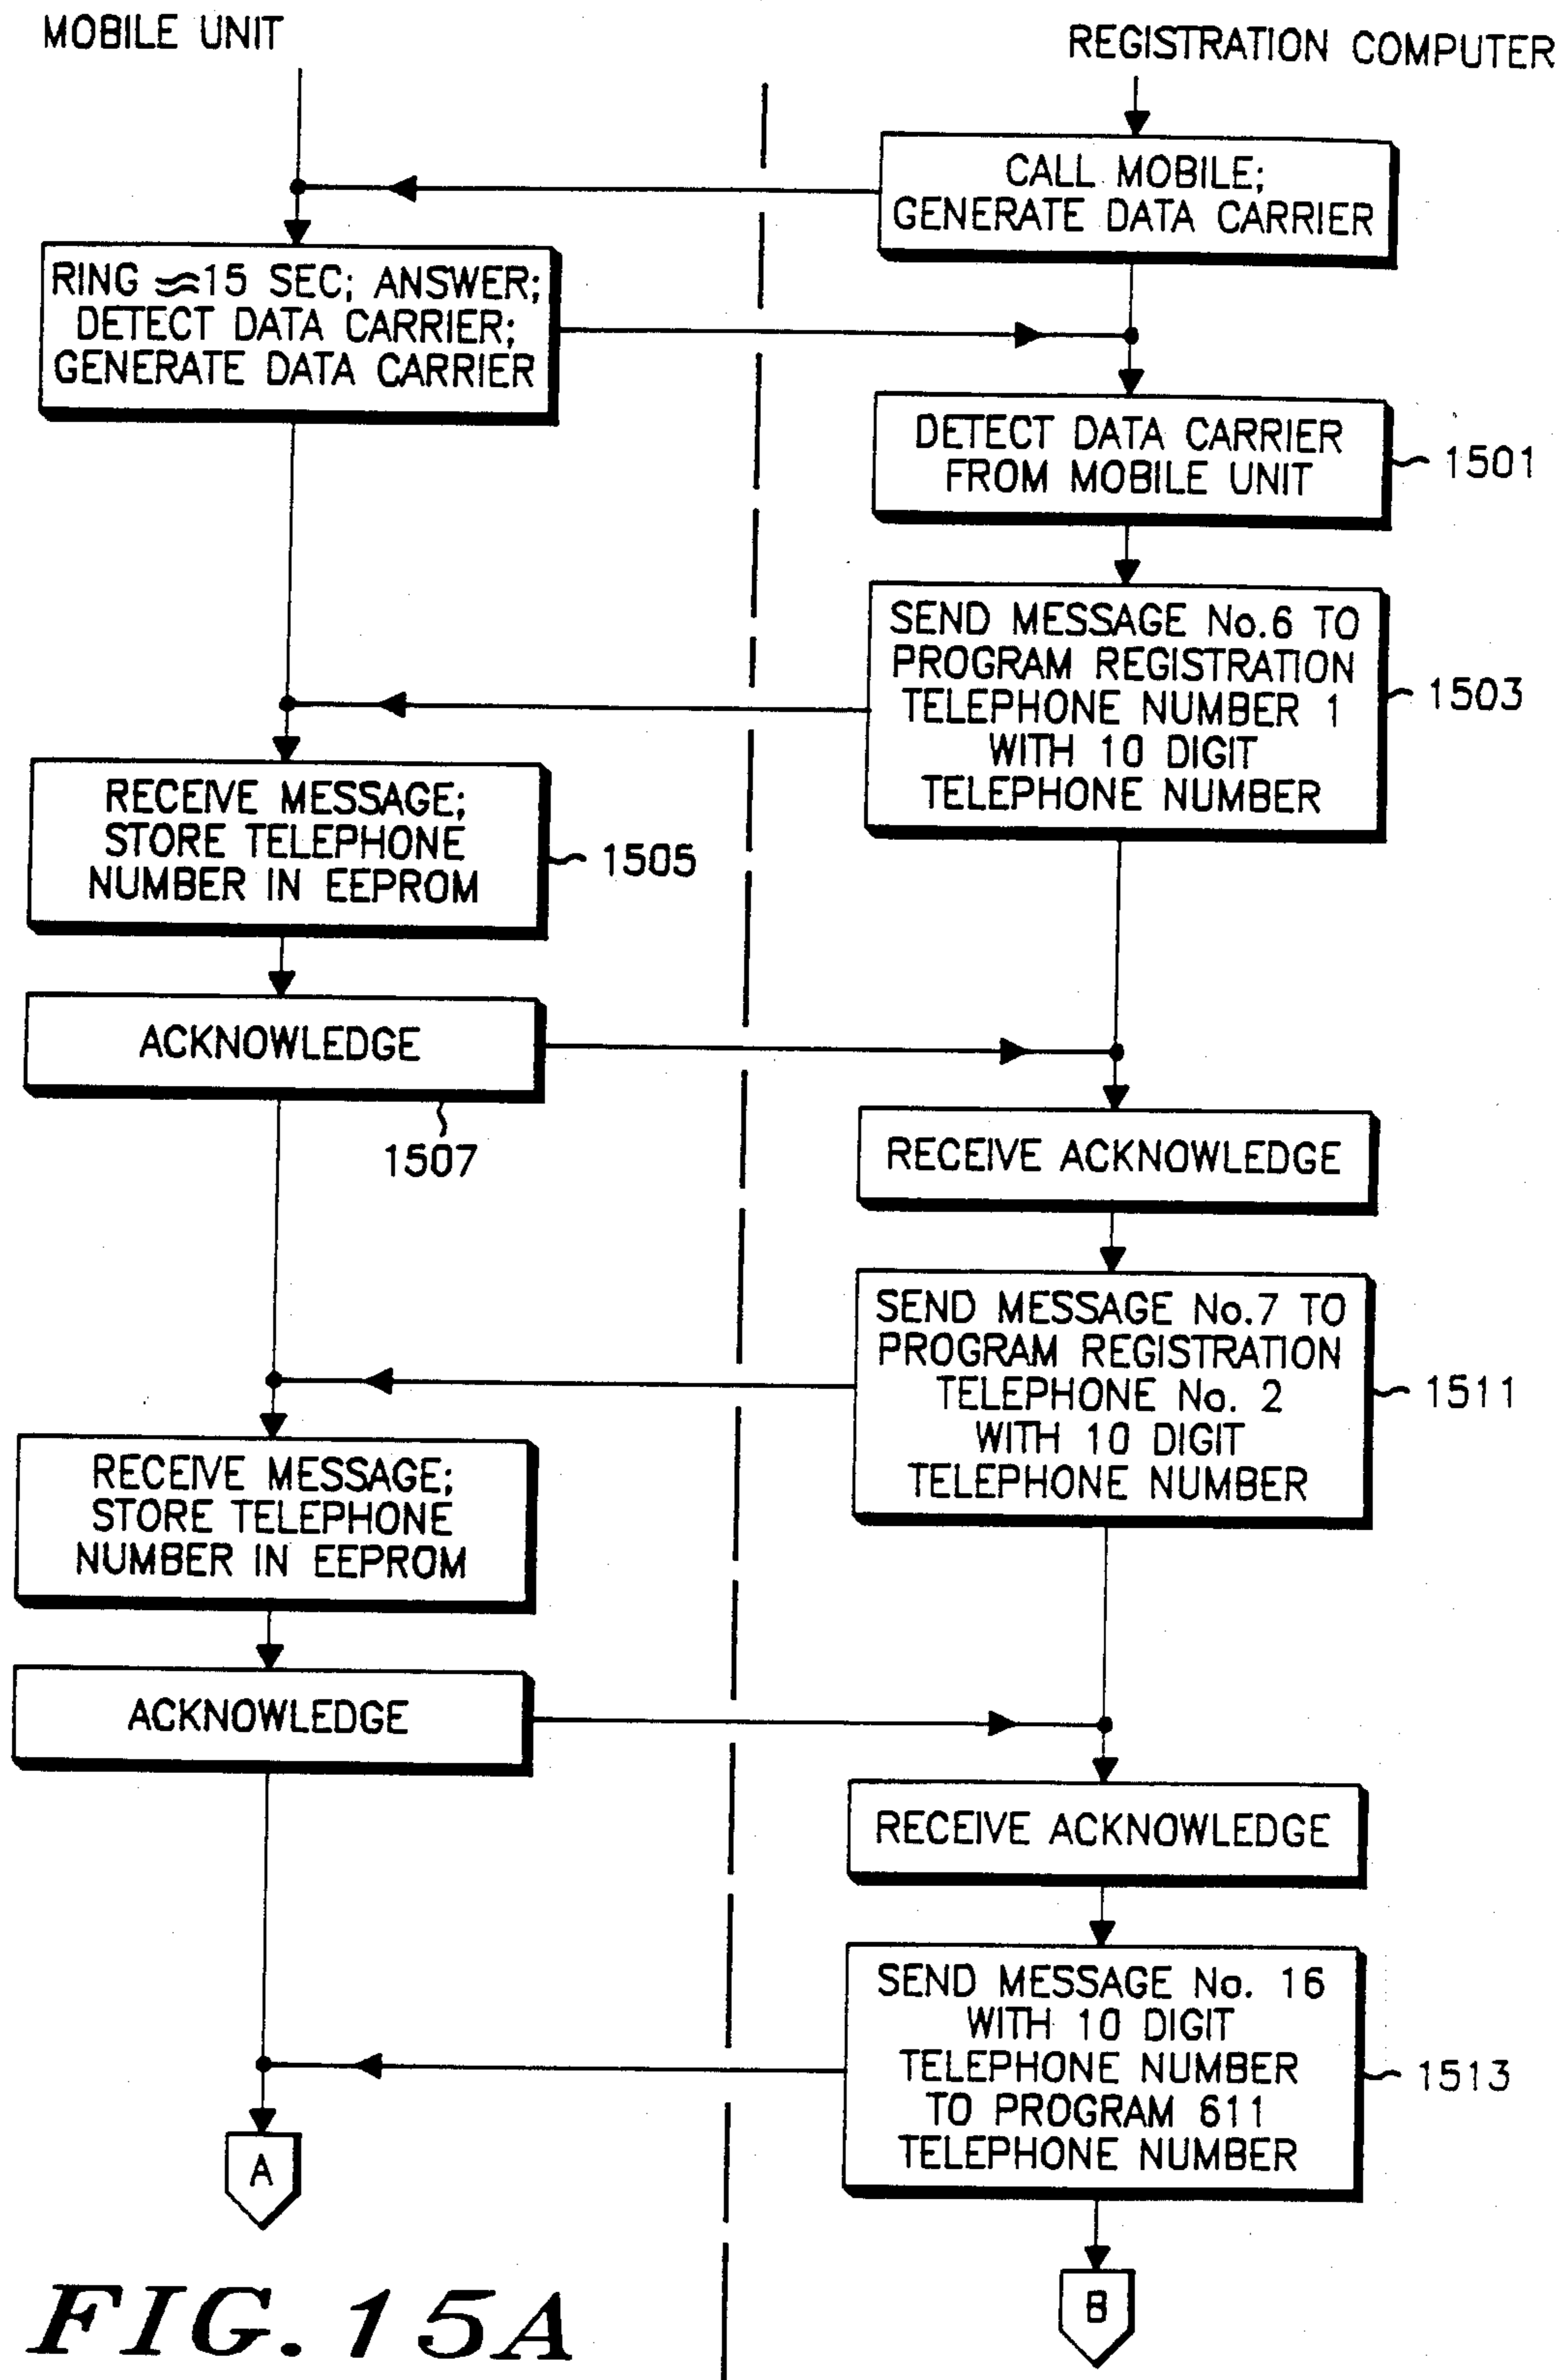 MOBILE UNIT
REGISTRATION COMPUTER
CALL MOBILE;
GENERATE DATA CARRIER
RING ≈15 SEC; ANSWER;
DETECT DATA CARRIER;
GENERATE DATA CARRIER
DETECT DATA CARRIER
FROM MOBILE UNIT
1501
SEND MESSAGE No.6 TO
PROGRAM REGISTRATION
TELEPHONE NUMBER 1
WITH 10 DIGIT
TELEPHONE NUMBER
1503
RECEIVE MESSAGE;
STORE TELEPHONE
NUMBER IN EEPROM
1505
ACKNOWLEDGE
1507
RECEIVE ACKNOWLEDGE
SEND MESSAGE No.7 TO
PROGRAM REGISTRATION
TELEPHONE No. 2
WITH 10 DIGIT
TELEPHONE NUMBER
1511
RECEIVE MESSAGE;
STORE TELEPHONE
NUMBER IN EEPROM
ACKNOWLEDGE
RECEIVE ACKNOWLEDGE
SEND MESSAGE No. 16
WITH 10 DIGIT
TELEPHONE NUMBER
TO PROGRAM 611
TELEPHONE NUMBER
1513
A
B
FIG. 15A